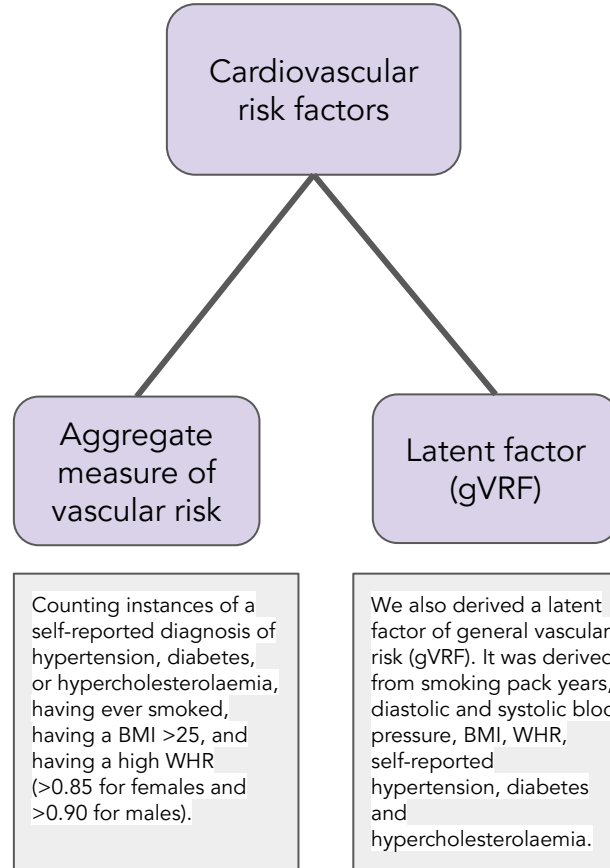 Cardiovascular
risk factors
Aggregate
measure of
vascular risk
Latent factor
(gVRF)
Counting instances of a
self-reported diagnosis of
hypertension, diabetes,
or hypercholesterolaemia,
having ever smoked,
having a BMI >25, and
having a high WHR
(>0.85 for females and
>0.90 for males).
We also derived a latent
factor of general vascular
risk (gVRF). It was derived
from smoking pack years,
diastolic and systolic bloo
pressure, BMI, WHR,
self-reported
hypertension, diabetes
and
hypercholesterolaemia.